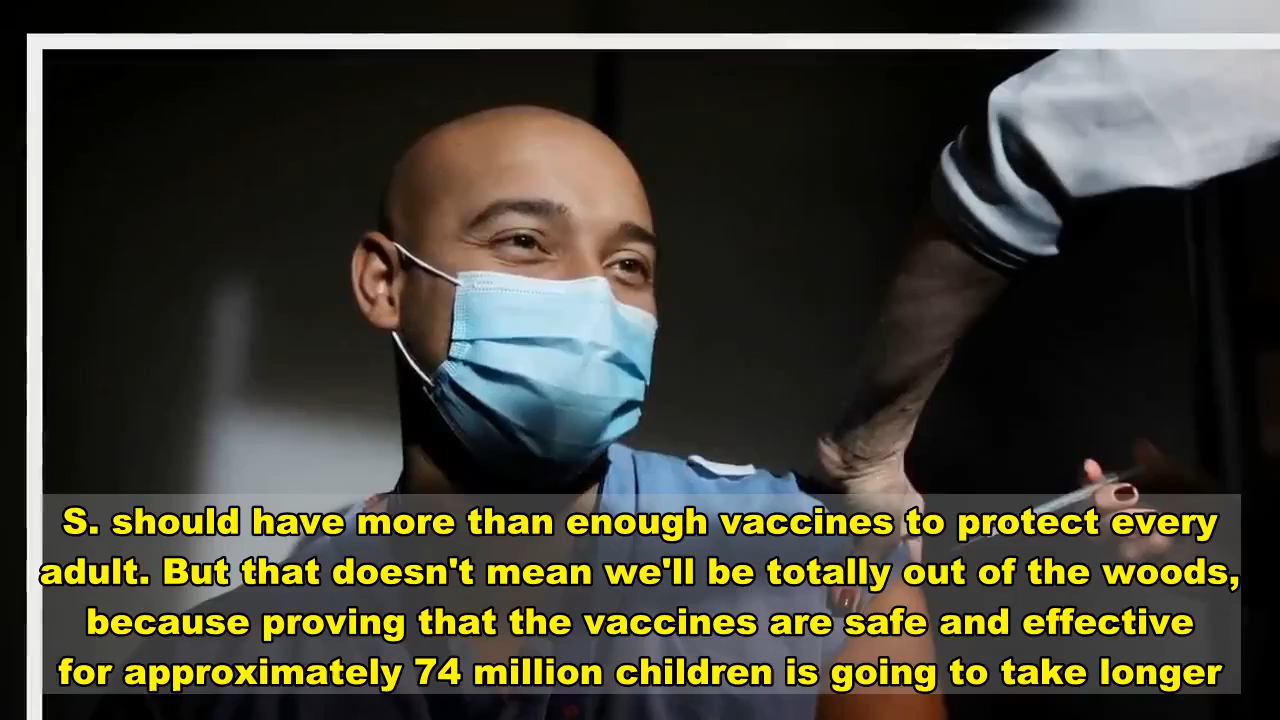 S. should have more than enough vaccines to protect every
adult. But that doesn't mean we'll be totally out of the woods,
because proving that the vaccines are safe and effective
for approximately 74 million children is going to take longer